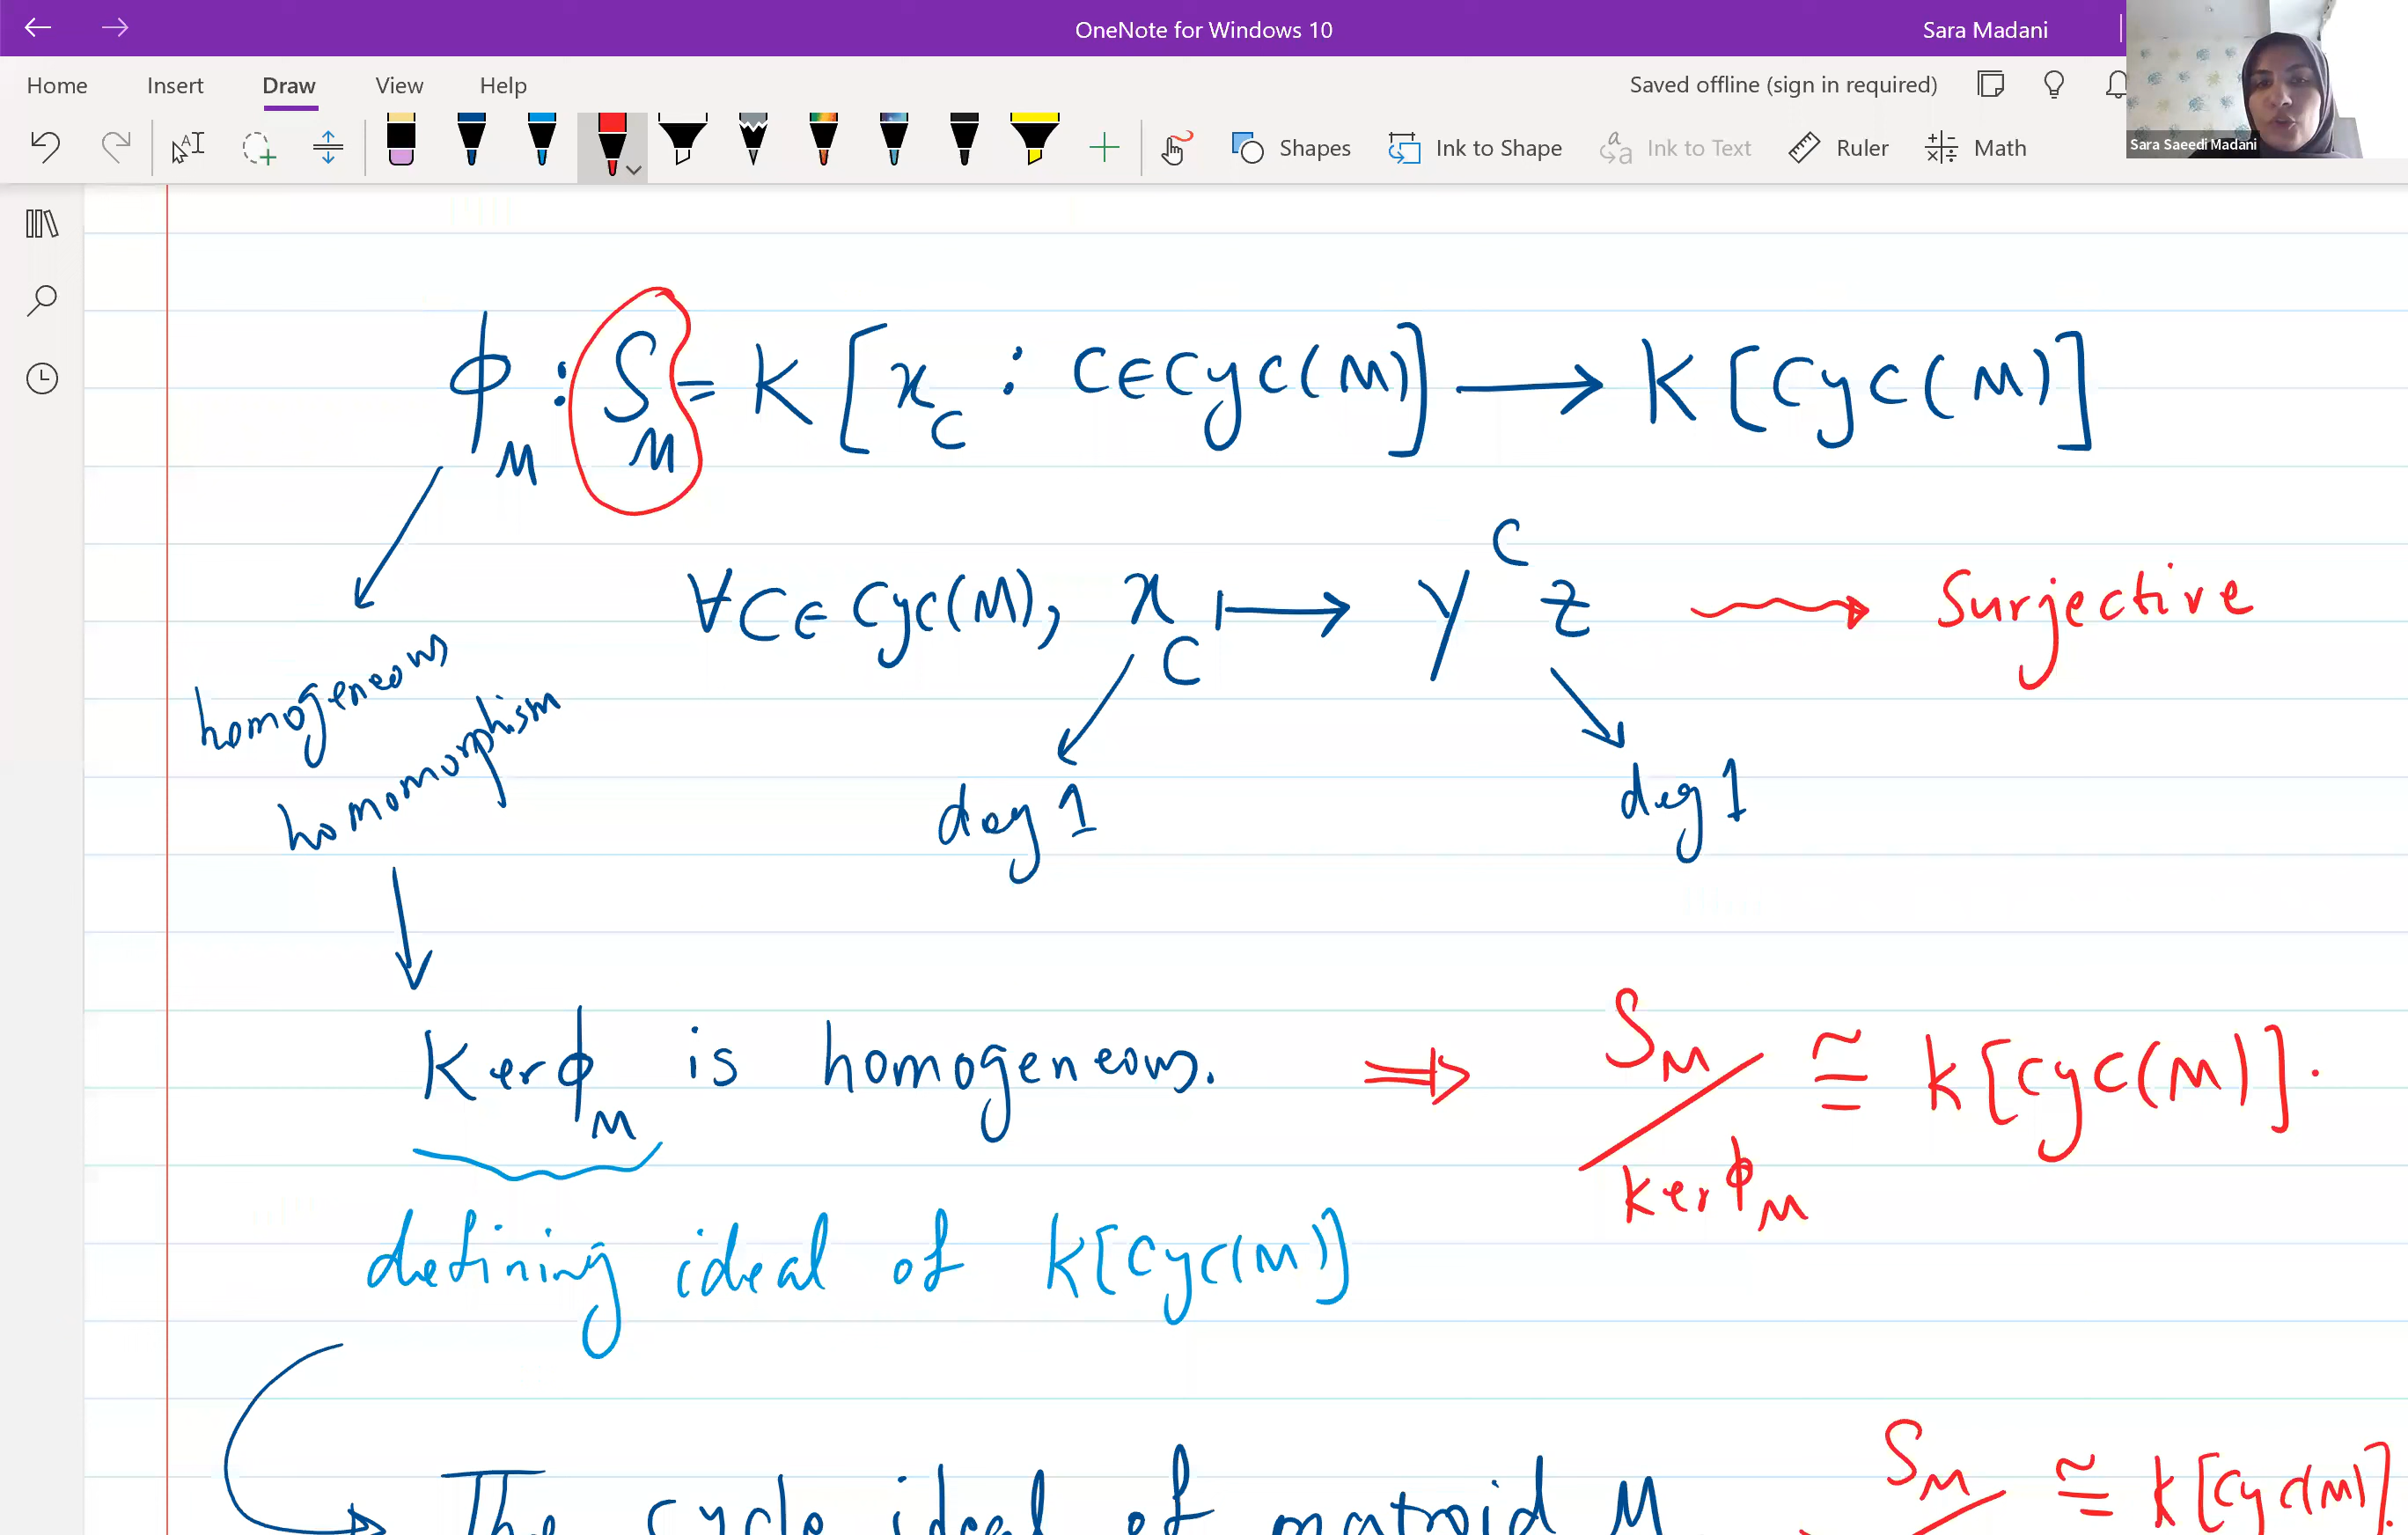 OneNote for Windows 10
Sara Madani
Home Insert Draw View Help
Saved offline (sign in required)
Shapes Ink to Shape Ink to Text Ruler Math
Sara Saeedi Madani
ϕ_M : S_M = K[x_C : C∈Cyc(M)] ⟶ K[Cyc(M)]
∀C∈Cyc(M), x_C ⟼ y^C z ⇝ Surjective
homogeneous
homomorphism
deg 1
deg 1
Ker ϕ_M is homogeneous. ⇒ S_M / Ker ϕ_M ≅ K[Cyc(M)].
defining ideal of K[Cyc(M)]
The cycle ideal of matroid M S_M ≅ K[Cyc(M)].